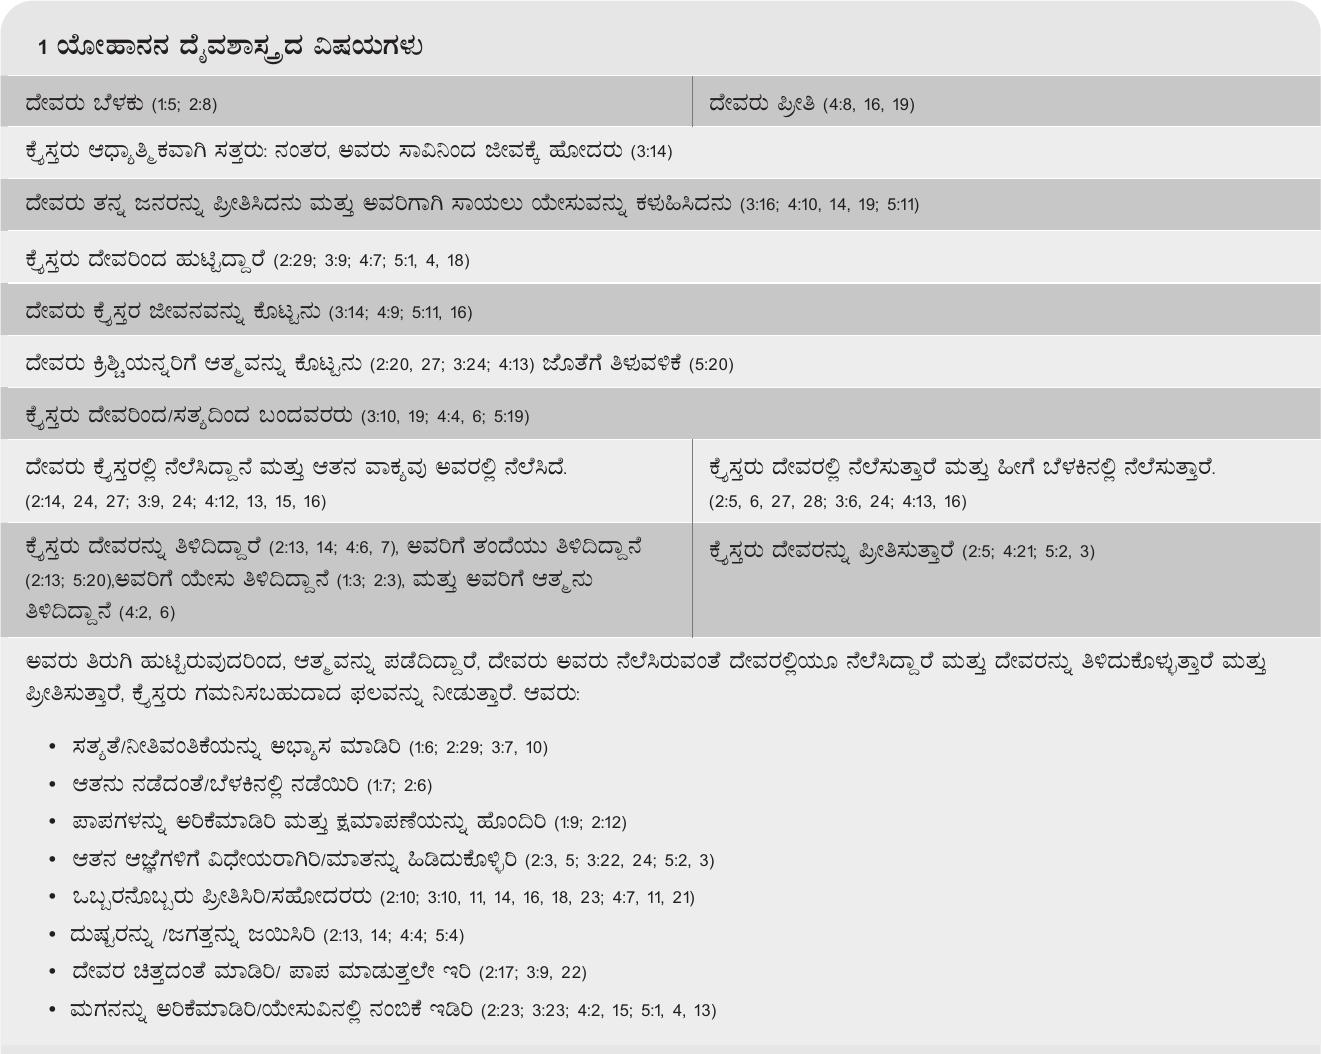 1 ಯೋಹಾನನ ದೈವಶಾಸ್ತ್ರದ ವಿಷಯಗಳು
ದೇವರು ಬೆಳಕು (1:5; 2:8)
ದೇವರು ಪ್ರೀತಿ (4:8, 16, 19)
ಕ್ರೈಸ್ತರು ಆಧ್ಯಾತ್ಮಿಕವಾಗಿ ಸತ್ತರು: ನಂತರ, ಅವರು ಸಾವಿನಿಂದ ಜೀವಕ್ಕೆ ಹೋದರು (3:14)
ದೇವರು ತನ್ನ ಜನರನ್ನು ಪ್ರೀತಿಸಿದನು ಮತ್ತು ಅವರಿಗಾಗಿ ಸಾಯಲು ಯೇಸುವನ್ನು ಕಳುಹಿಸಿದನು (3:16; 4:10, 14, 19; 5:11)
ಕ್ರೈಸ್ತರು ದೇವರಿಂದ ಹುಟ್ಟಿದ್ದಾರೆ (2:29; 3:9; 4:7; 5:1, 4, 18)
ದೇವರು ಕ್ರೈಸ್ತರ ಜೀವನವನ್ನು ಕೊಟ್ಟನು (3:14; 4:9; 5:11, 16)
ದೇವರು ಕ್ರಿಶ್ಚಿಯನ್ನರಿಗೆ ಆತ್ಮವನ್ನು ಕೊಟ್ಟನು (2:20, 27; 3:24; 4:13) ಜೊತೆಗೆ ತಿಳುವಳಿಕೆ (5:20)
ಕ್ರೈಸ್ತರು ದೇವರಿಂದ/ಸತ್ಯದಿಂದ ಬಂದವರರು (3:10, 19; 4:4, 6; 5:19)
ದೇವರು ಕ್ರೈಸ್ತರಲ್ಲಿ ನೆಲೆಸಿದ್ದಾನೆ ಮತ್ತು ಆತನ ವಾಕ್ಯವು ಅವರಲ್ಲಿ ನೆಲೆಸಿದೆ.
(2:14, 24, 27; 3:9, 24; 4:12, 13, 15, 16)
ಕ್ರೈಸ್ತರು ದೇವರಲ್ಲಿ ನೆಲೆಸುತ್ತಾರೆ ಮತ್ತು ಹೀಗೆ ಬೆಳಕಿನಲ್ಲಿ ನೆಲೆಸುತ್ತಾರೆ.
(2:5, 6, 27, 28; 3:6, 24; 4:13, 16)
ಕ್ರೈಸ್ತರು ದೇವರನ್ನು ತಿಳಿದಿದ್ದಾರೆ (2:13, 14; 4:6, 7), ಅವರಿಗೆ ತಂದೆಯು ತಿಳಿದಿದ್ದಾನೆ
(2:13; 5:20),ಅವರಿಗೆ ಯೇಸು ತಿಳಿದಿದ್ದಾನೆ (1:3; 2:3), ಮತ್ತು ಅವರಿಗೆ ಆತ್ಮನು
ತಿಳಿದಿದ್ದಾನೆ (4:2, 6)
ಕ್ರೈಸ್ತರು ದೇವರನ್ನು ಪ್ರೀತಿಸುತ್ತಾರೆ (2:5; 4:21; 5:2, 3)
ಅವರು ತಿರುಗಿ ಹುಟ್ಟಿರುವುದರಿಂದ, ಆತ್ಮವನ್ನು ಪಡೆದಿದ್ದಾರೆ, ದೇವರು ಅವರು ನೆಲೆಸಿರುವಂತೆ ದೇವರಲ್ಲಿಯೂ ನೆಲೆಸಿದ್ದಾರೆ ಮತ್ತು ದೇವರನ್ನು ತಿಳಿದುಕೊಳ್ಳುತ್ತಾರೆ ಮತ್ತು
ಪ್ರೀತಿಸುತ್ತಾರೆ, ಕ್ರೈಸ್ತರು ಗಮನಿಸಬಹುದಾದ ಫಲವನ್ನು ನೀಡುತ್ತಾರೆ. ಆವರು:
• ಸತ್ಯತೆ/ನೀತಿವಂತಿಕೆಯನ್ನು ಅಭ್ಯಾಸ ಮಾಡಿರಿ (1:6; 2:29; 3:7, 10)
• ಆತನು ನಡೆದಂತೆ/ಬೆಳಕಿನಲ್ಲಿ ನಡೆಯಿರಿ (1:7; 2:6)
• ಪಾಪಗಳನ್ನು ಅರಿಕೆಮಾಡಿರಿ ಮತ್ತು ಕ್ಷಮಾಪಣೆಯನ್ನು ಹೊಂದಿರಿ (1:9; 2:12)
• ಆತನ ಆಜ್ಞೆಗಳಿಗೆ ವಿಧೇಯರಾಗಿರಿ/ಮಾತನ್ನು ಹಿಡಿದುಕೊಳ್ಳಿರಿ (2:3, 5; 3:22, 24; 5:2, 3)
• ಒಬ್ಬರನೊಬ್ಬರು ಪ್ರೀತಿಸಿರಿ/ಸಹೋದರರು (2:10; 3:10, 11, 14, 16, 18, 23; 4:7, 11, 21)
• ದುಷ್ಟರನ್ನು /ಜಗತ್ತನ್ನು ಜಯಿಸಿರಿ (2:13, 14; 4:4; 5:4)
• ದೇವರ ಚಿತ್ತದಂತೆ ಮಾಡಿರಿ/ ಪಾಪ ಮಾಡುತ್ತಲೇ ಇರಿ (2:17; 3:9, 22)
• ಮಗನನ್ನು ಅರಿಕೆಮಾಡಿರಿ/ಯೇಸುವಿನಲ್ಲಿ ನಂಬಿಕೆ ಇಡಿರಿ (2:23; 3:23; 4:2, 15; 5:1, 4, 13)